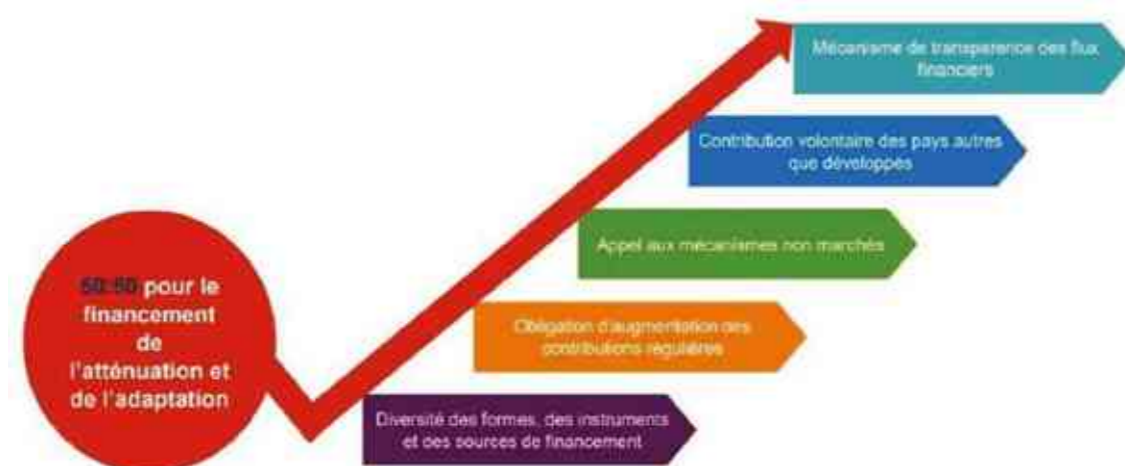 Mécanisme de transparence des flux
financiers
Contribution volontaire des pays autres
que développés
Appel aux mécanismes non marchés
50:50 pour le
financement
de
l'atténuation et
de l'adaptation
Obligation d'augmentation des
contributions régulières
Diversité des formes, des instruments
et des sources de financement